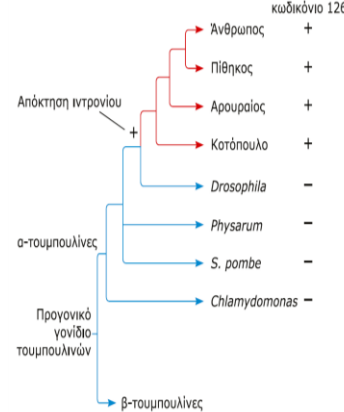 κωδικόνιο 126
Άνθρωπος +
Πίθηκος +
Απόκτηση ιντρονίου
Αρουραίος +
+
Κοτόπουλο +
Drosophila −
Physarum −
α-τουμπουλίνες
S. pombe −
Chlamydomonas −
Προγονικό
γονίδιο
τουμπουλινών
β-τουμπουλίνες